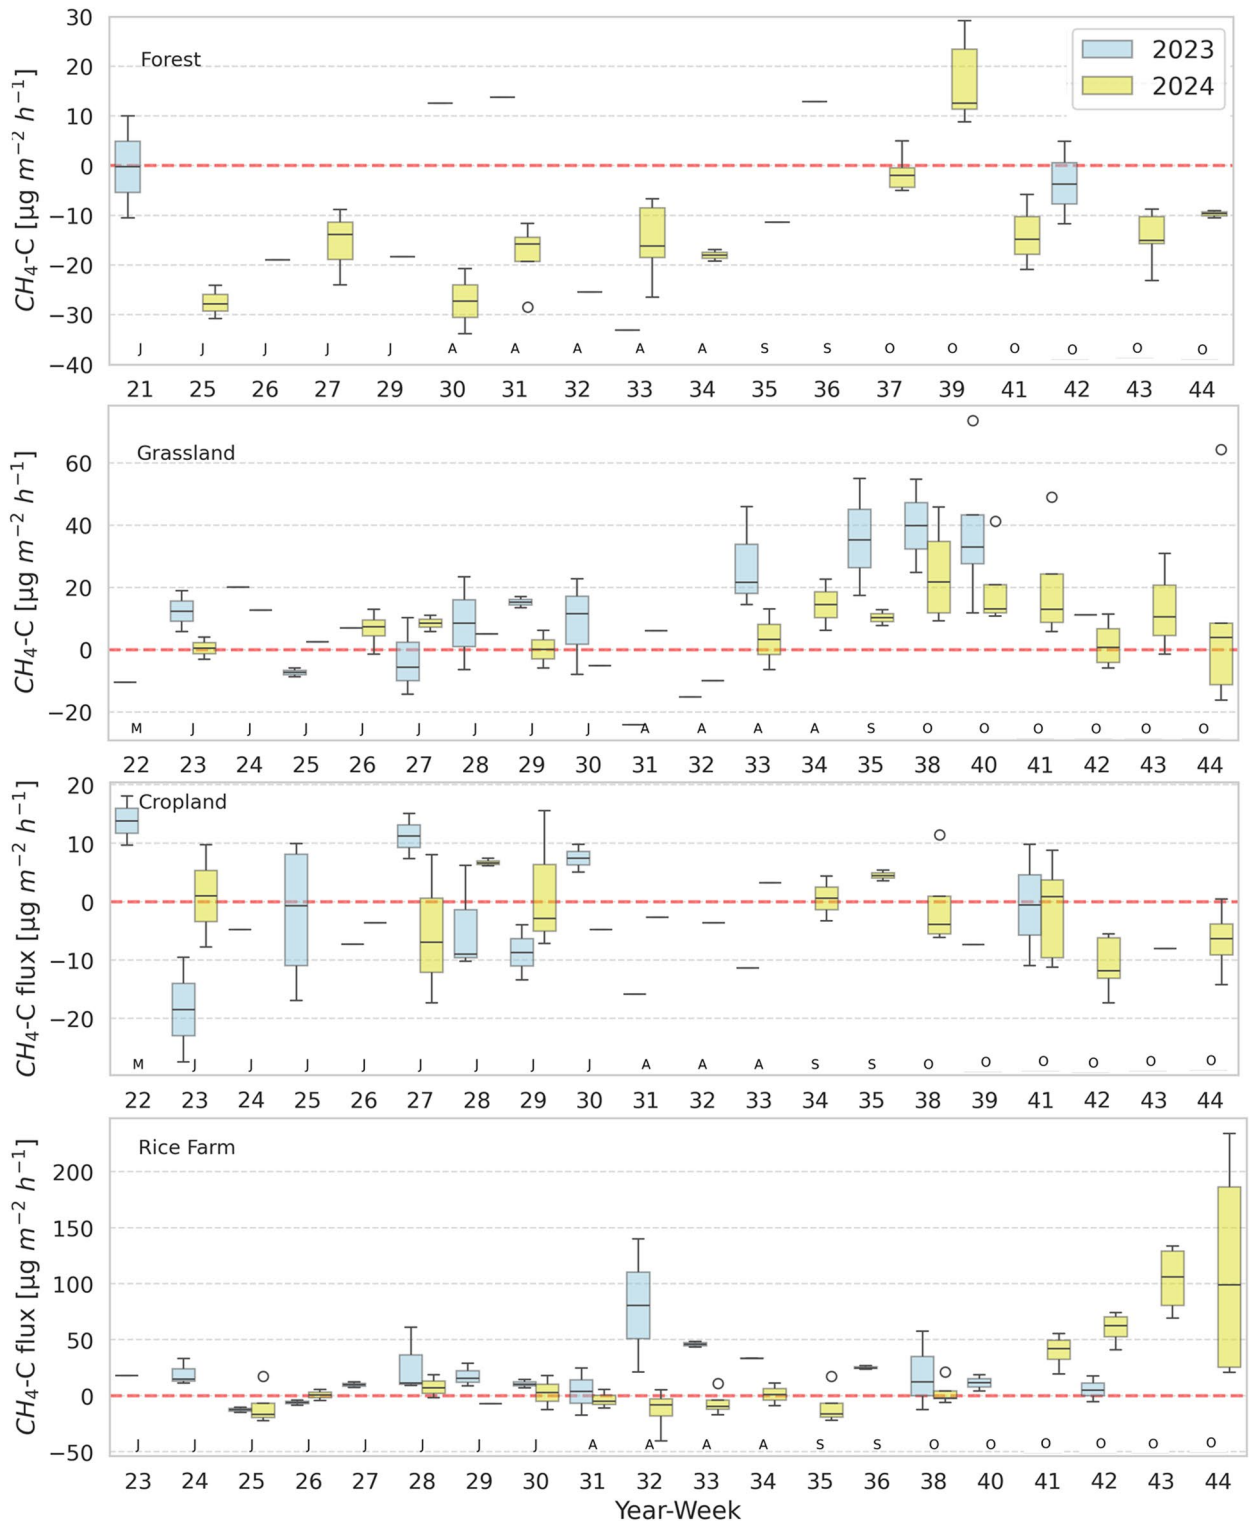 Forest
2023
2024
CH₄-C [µg m⁻² h⁻¹]
30
20
10
0
−10
−20
−30
−40
J J J J J A A A A A S S O O O O O O
21 25 26 27 29 30 31 32 33 34 35 36 37 39 41 42 43 44
Grassland
CH₄-C [µg m⁻² h⁻¹]
60
40
20
0
−20
M J J J J J J J J A A A A S O O O O O O
22 23 24 25 26 27 28 29 30 31 32 33 34 35 38 40 41 42 43 44
Cropland
CH₄-C flux [µg m⁻² h⁻¹]
20
10
0
−10
−20
M J J J J J J J J A A A S S O O O O O O
22 23 24 25 26 27 28 29 30 31 32 33 34 35 38 39 41 42 43 44
Rice Farm
CH₄-C flux [µg m⁻² h⁻¹]
200
150
100
50
0
−50
J J J J J J J J A A A A S S O O O O O O
23 24 25 26 27 28 29 30 31 32 33 34 35 36 38 40 41 42 43 44
Year-Week